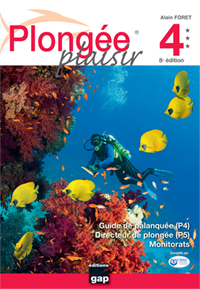 Alain FORET
Plongée®
plaisir 4
8e édition
Guide de palanquée (P4)
Directeur de plongée (P5)
Monitorats
éditions
gap